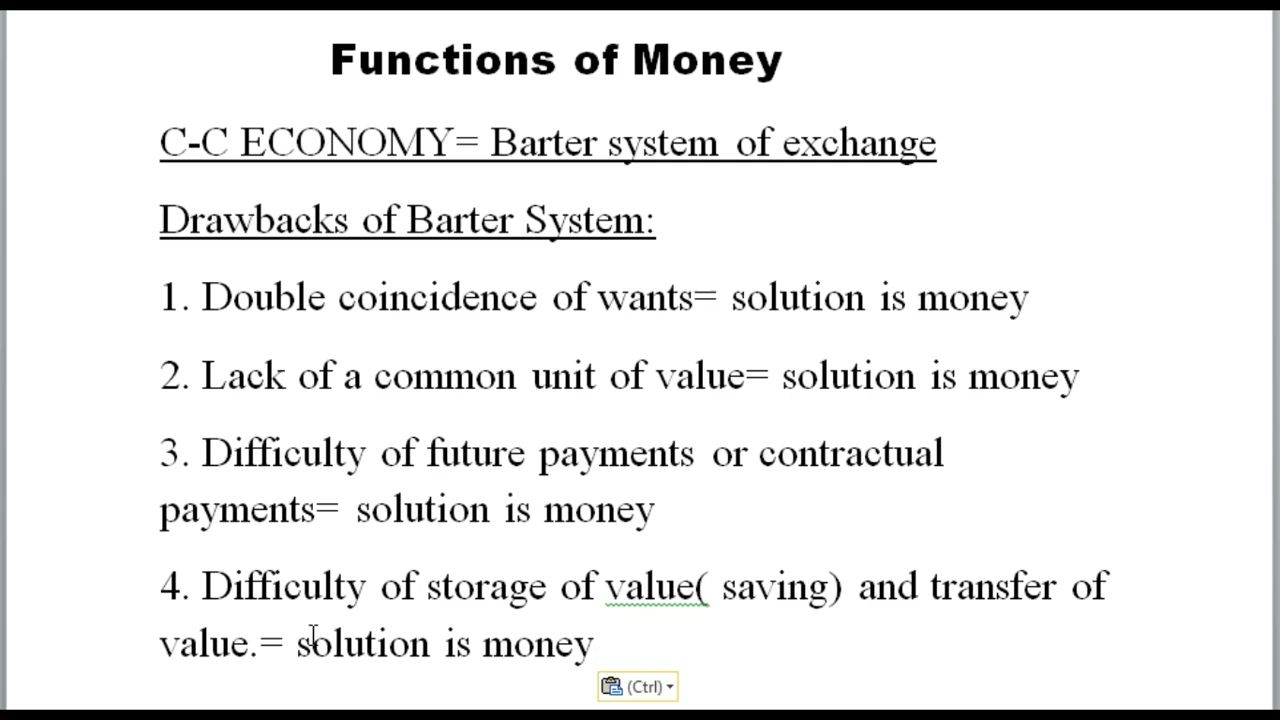 Functions of Money
C-C ECONOMY= Barter system of exchange
Drawbacks of Barter System:
1. Double coincidence of wants= solution is money
2. Lack of a common unit of value= solution is money
3. Difficulty of future payments or contractual
payments= solution is money
4. Difficulty of storage of value( saving) and transfer of
value.= solution is money
(Ctrl)